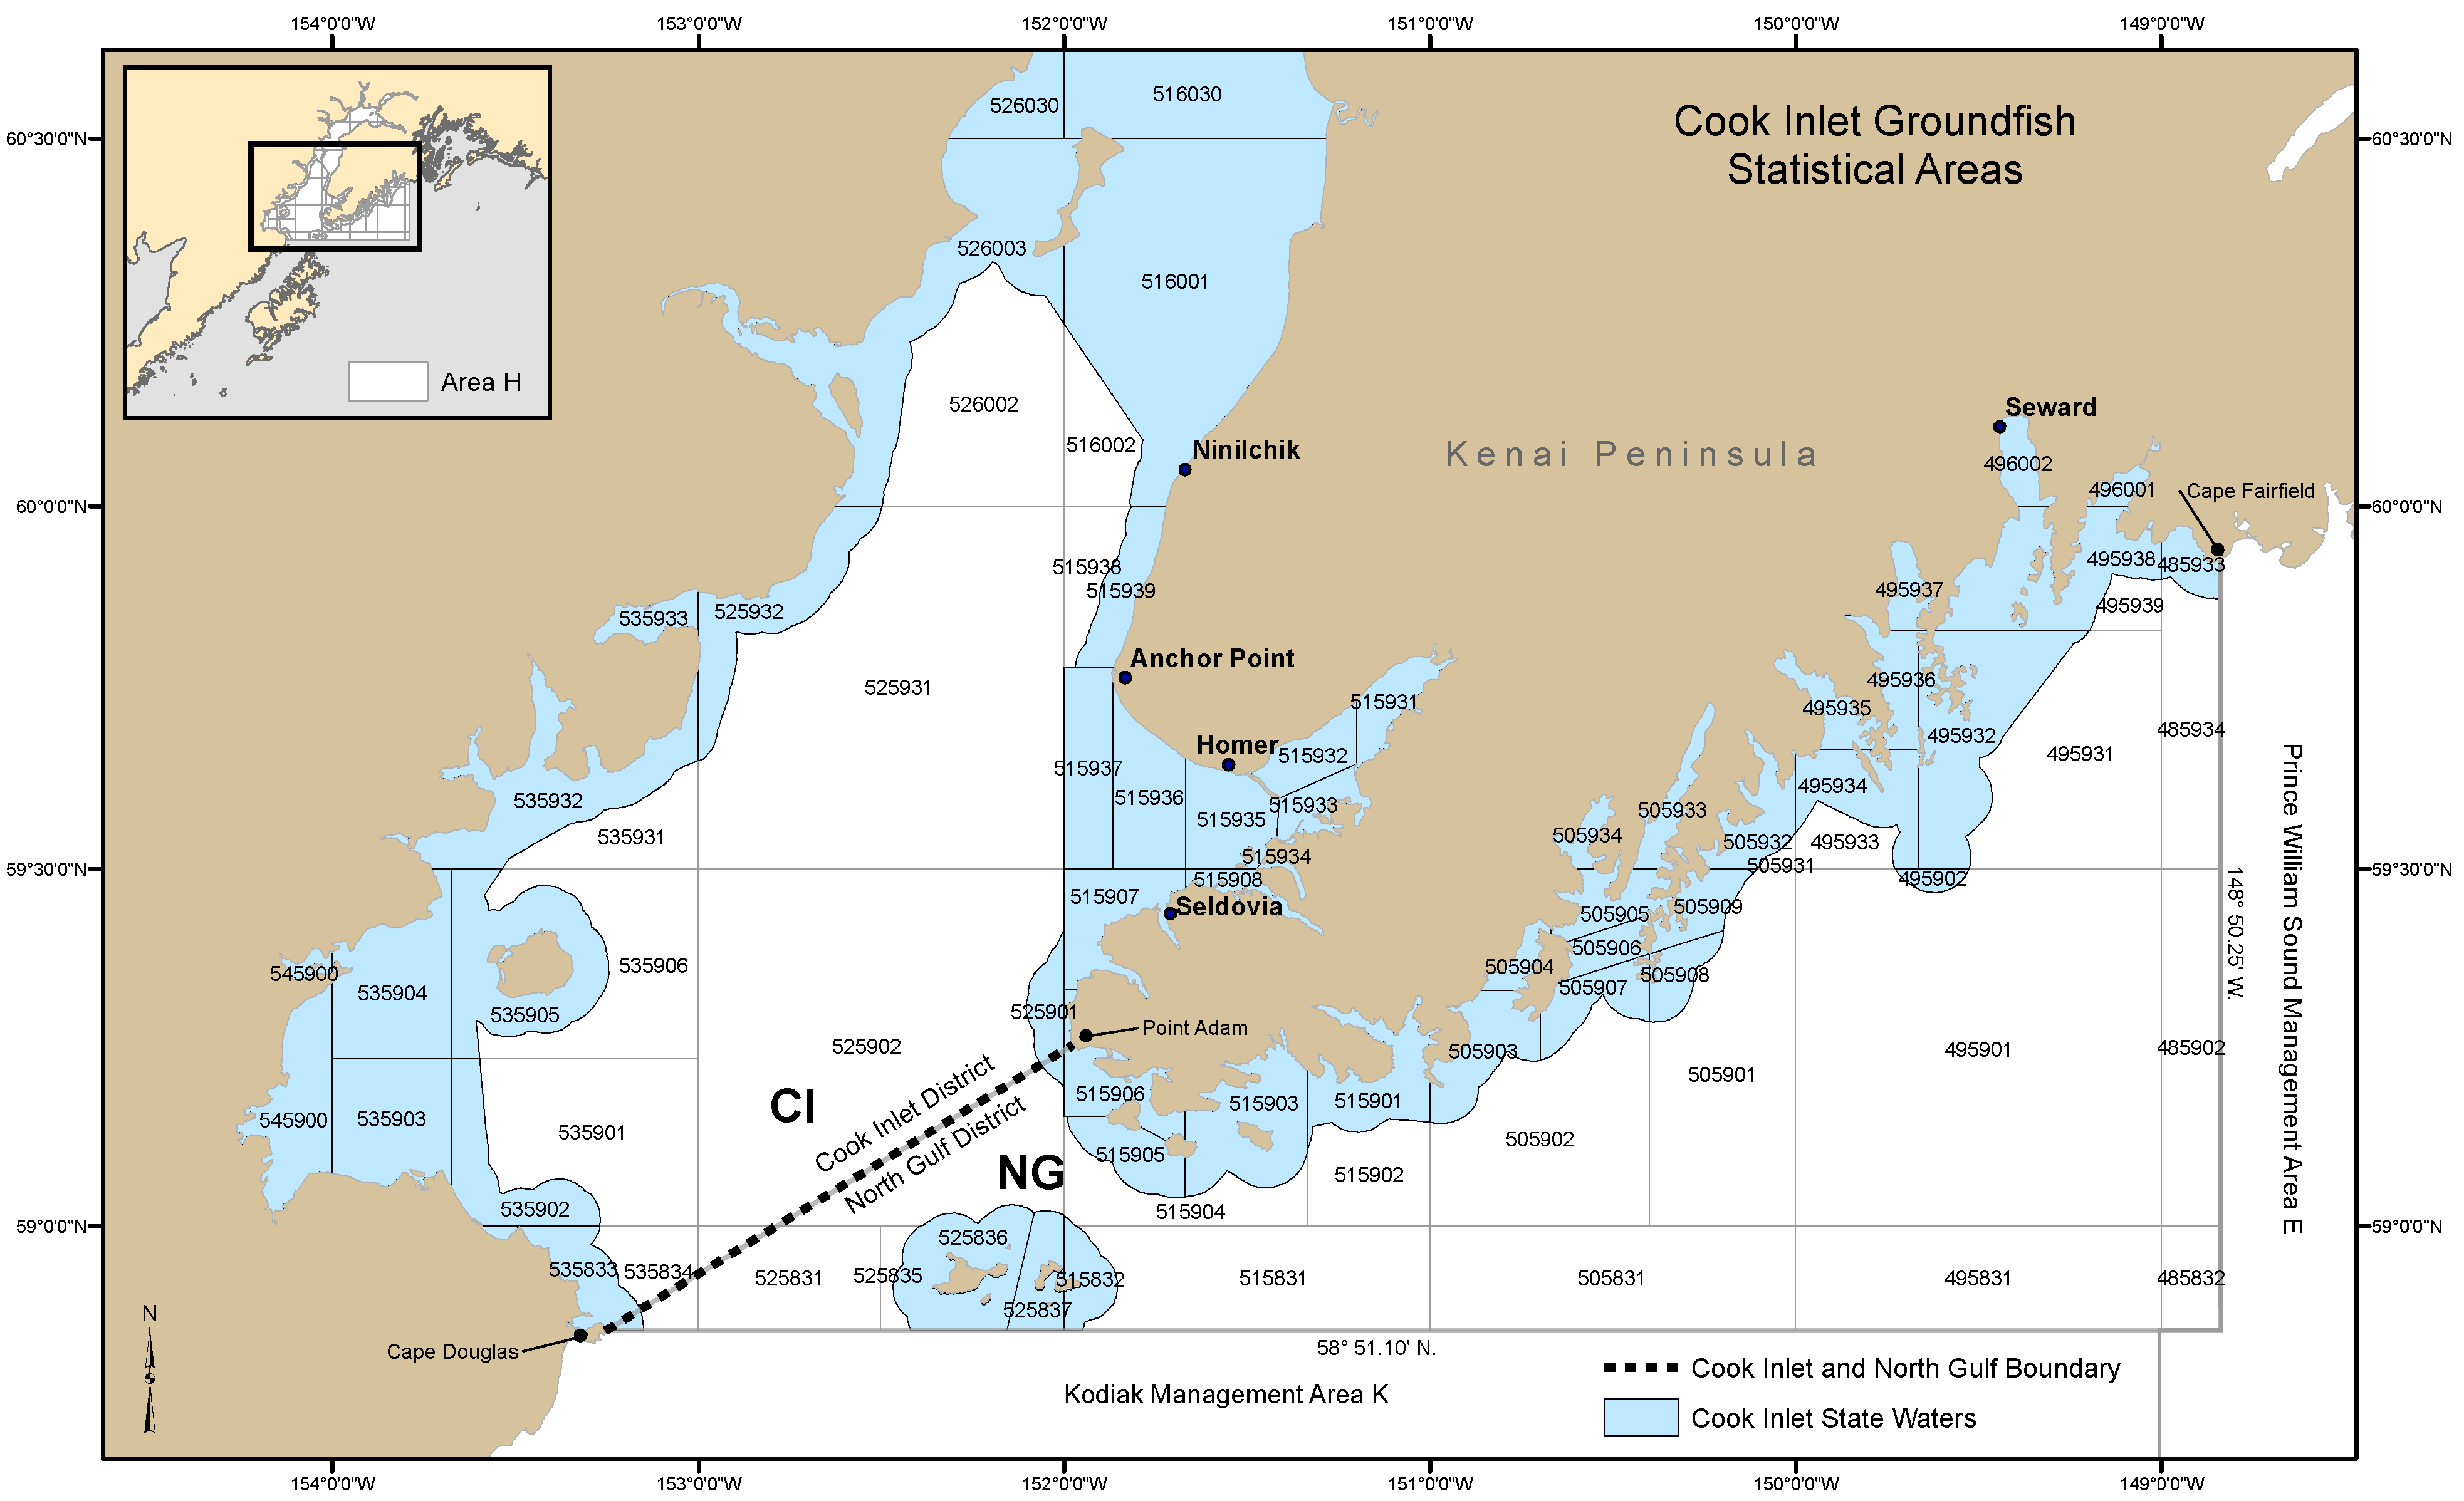 154°0'0"W
153°0'0"W
152°0'0"W
151°0'0"W
150°0'0"W
149°0'0"W
Cook Inlet Groundfish
Statistical Areas
60°30'0"N
60°30'0"N
526030
516030
526003
516001
Area H
526002
516002
Ninilchik
Kenai Peninsula
Seward
496002
496001
Cape Fairfield
60°0'0"N
60°0'0"N
515938
515939
495938
485933
495937
495939
535933
525932
Anchor Point
525931
495936
515931
495935
485934
495932
495931
Homer
515932
515937
535932
515936
515933
495934
515935
505933
535931
505934
505932
495933
515934
505931
59°30'0"N
59°30'0"N
515908
495902
515907
Seldovia
505905
505909
505906
545900
535904
535906
505904
505908
505907
535905
525901
Point Adam
525902
505903
495901
485902
505901
CI
Cook Inlet District
North Gulf District
NG
515906
515903
515901
545900
535903
535901
505902
515905
515902
535902
515904
59°0'0"N
59°0'0"N
525836
535833
535834
525831
525835
515832
515831
505831
495831
485832
525837
148° 50.25' W.
Prince William Sound Management Area E
N
Cape Douglas
58° 51.10' N.
Kodiak Management Area K
Cook Inlet and North Gulf Boundary
Cook Inlet State Waters
154°0'0"W
153°0'0"W
152°0'0"W
151°0'0"W
150°0'0"W
149°0'0"W